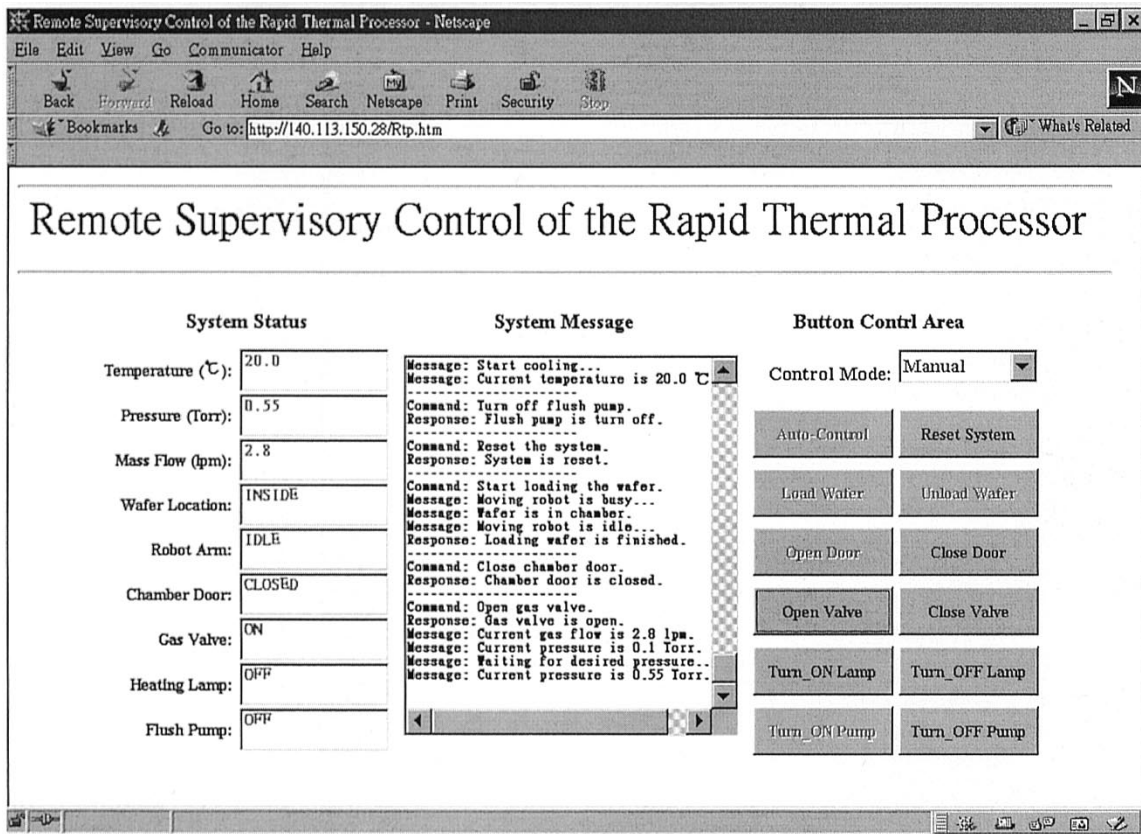 Remote Supervisory Control of the Rapid Thermal Processor - Netscape
File Edit View Go Communicator Help
Back Forward Reload Home Search Netscape Print Security Stop
My
N
Bookmarks Go to: http://140.113.150.28/Rtp.htm What's Related
Remote Supervisory Control of the Rapid Thermal Processor
System Status
Temperature (℃): 20.0
Pressure (Torr): 0.55
Mass Flow (lpm): 2.8
Wafer Location: INSIDE
Robot Arm: IDLE
Chamber Door: CLOSED
Gas Valve: ON
Heating Lamp: OFF
Flush Pump: OFF
System Message
Message: Start cooling...
Message: Current temperature is 20.0 ℃
--------------------
Command: Turn off flush pump.
Response: Flush pump is turn off.
--------------------
Command: Reset the system.
Response: System is reset.
--------------------
Command: Start loading the wafer.
Message: Moving robot is busy...
Message: Wafer is in chamber.
Message: Moving robot is idle...
Response: Loading wafer is finished.
--------------------
Command: Close chamber door.
Response: Chamber door is closed.
--------------------
Command: Open gas valve.
Response: Gas valve is open.
Message: Current gas flow is 2.8 lpm.
Message: Current pressure is 0.1 Torr.
Message: Waiting for desired pressure..
Message: Current pressure is 0.55 Torr.
Button Contrl Area
Control Mode: Manual
Auto-Control Reset System
Load Wafer Unload Wafer
Open Door Close Door
Open Valve Close Valve
Turn_ON Lamp Turn_OFF Lamp
Turn_ON Pump Turn_OFF Pump